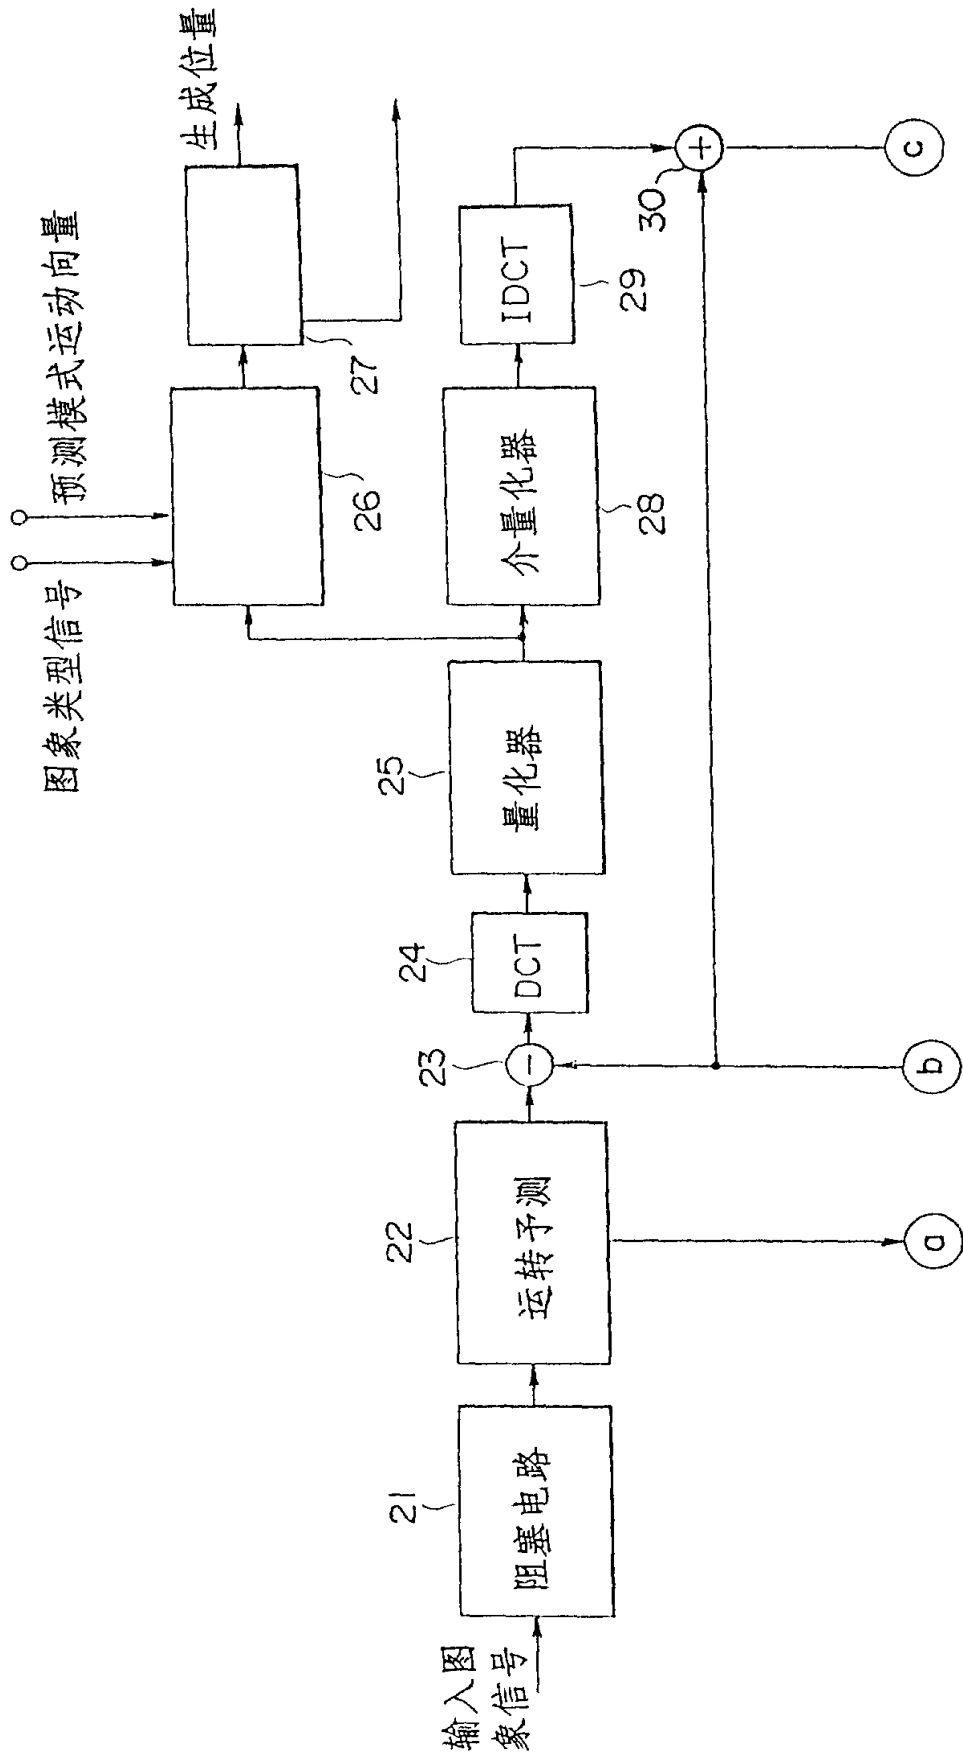 图象类型信号
预测模式运动向量
生成位量
26
27
输入图
象信号
21
阻塞电路
22
运转予测
23
−
24
DCT
25
量化器
介量化器
28
IDCT
29
30
+
a
b
c